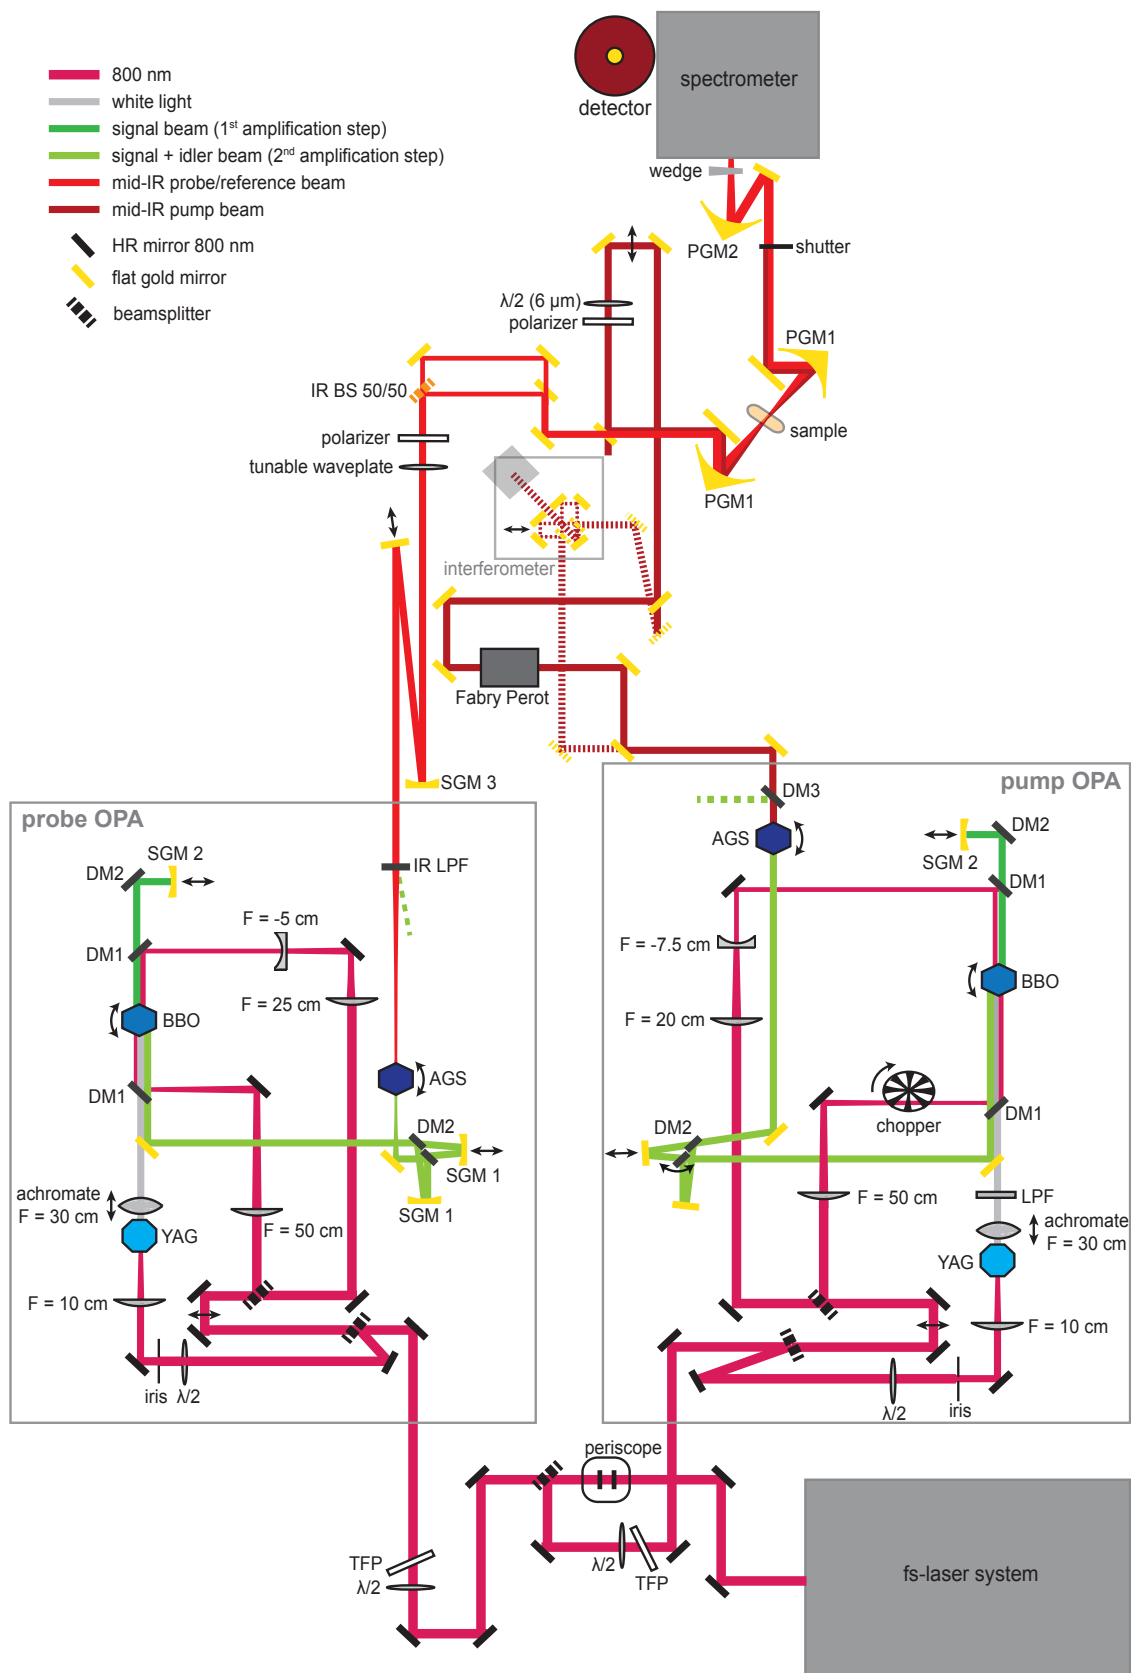 spectrometer
detector
800 nm
white light
signal beam (1st amplification step)
signal + idler beam (2nd amplification step)
mid-IR probe/reference beam
mid-IR pump beam
HR mirror 800 nm
flat gold mirror
beamsplitter
wedge
PGM2
shutter
λ/2 (6 μm)
polarizer
PGM1
IR BS 50/50
sample
polarizer
tunable waveplate
PGM1
interferometer
Fabry Perot
SGM 3
pump OPA
DM3
probe OPA
AGS
DM2
SGM 2
SGM 2
DM2
IR LPF
DM1
F = -5 cm
DM1
F = -7.5 cm
F = 25 cm
BBO
BBO
F = 20 cm
AGS
DM1
DM1
chopper
DM2
DM2
SGM 1
SGM 1
achromate
F = 30 cm
F = 50 cm
YAG
F = 50 cm
LPF
achromate
F = 30 cm
YAG
F = 10 cm
F = 10 cm
iris
λ/2
λ/2
iris
periscope
TFP
λ/2
λ/2
TFP
fs-laser system